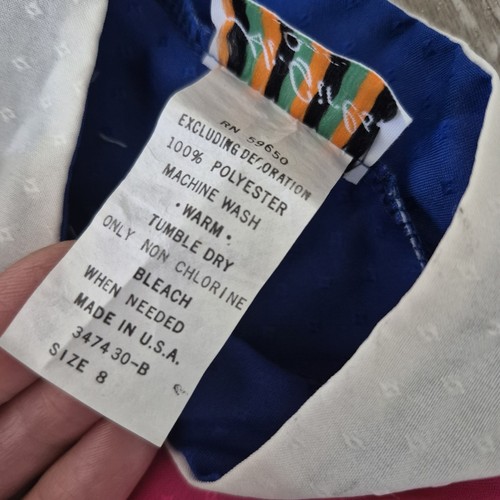 RN 59650
EXCLUDING DECORATION
100% POLYESTER
MACHINE WASH
•WARM•
TUMBLE DRY
ONLY NON CHLORINE
BLEACH
WHEN NEEDED
MADE IN U.S.A.
347430-B
SIZE 8